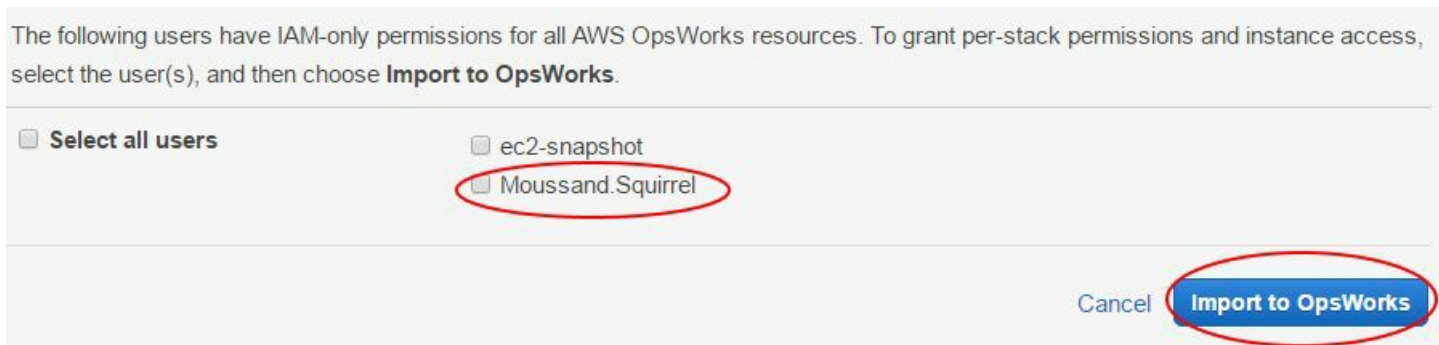 The following users have IAM-only permissions for all AWS OpsWorks resources. To grant per-stack permissions and instance access,
select the user(s), and then choose Import to OpsWorks.
Select all users
ec2-snapshot
Moussand.Squirrel
Cancel
Import to OpsWorks